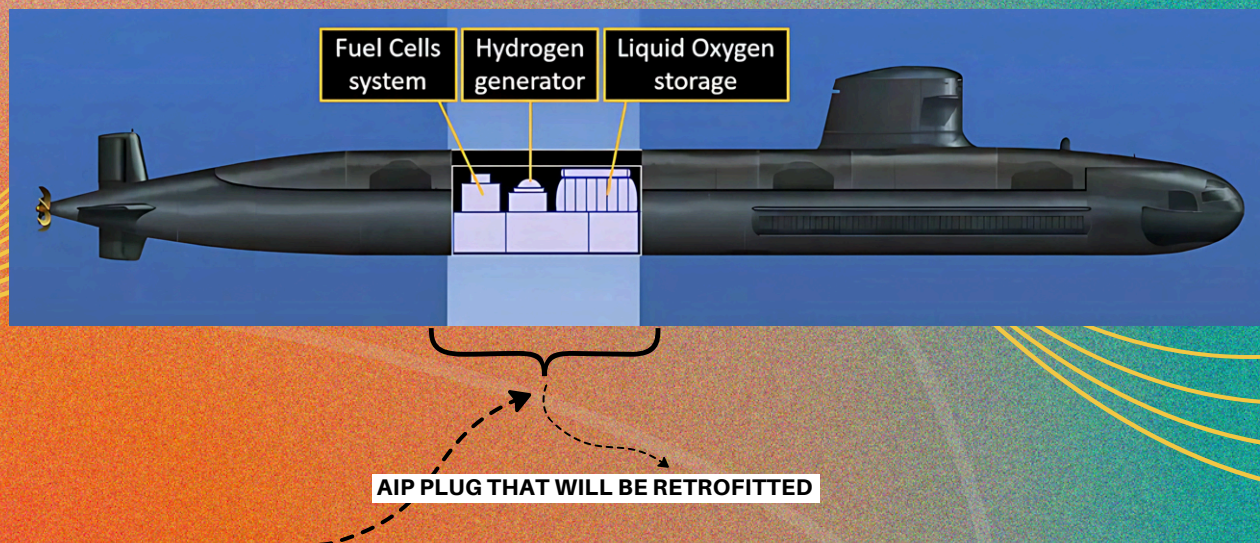 Fuel Cells
system
Hydrogen
generator
Liquid Oxygen
storage
AIP PLUG THAT WILL BE RETROFITTED